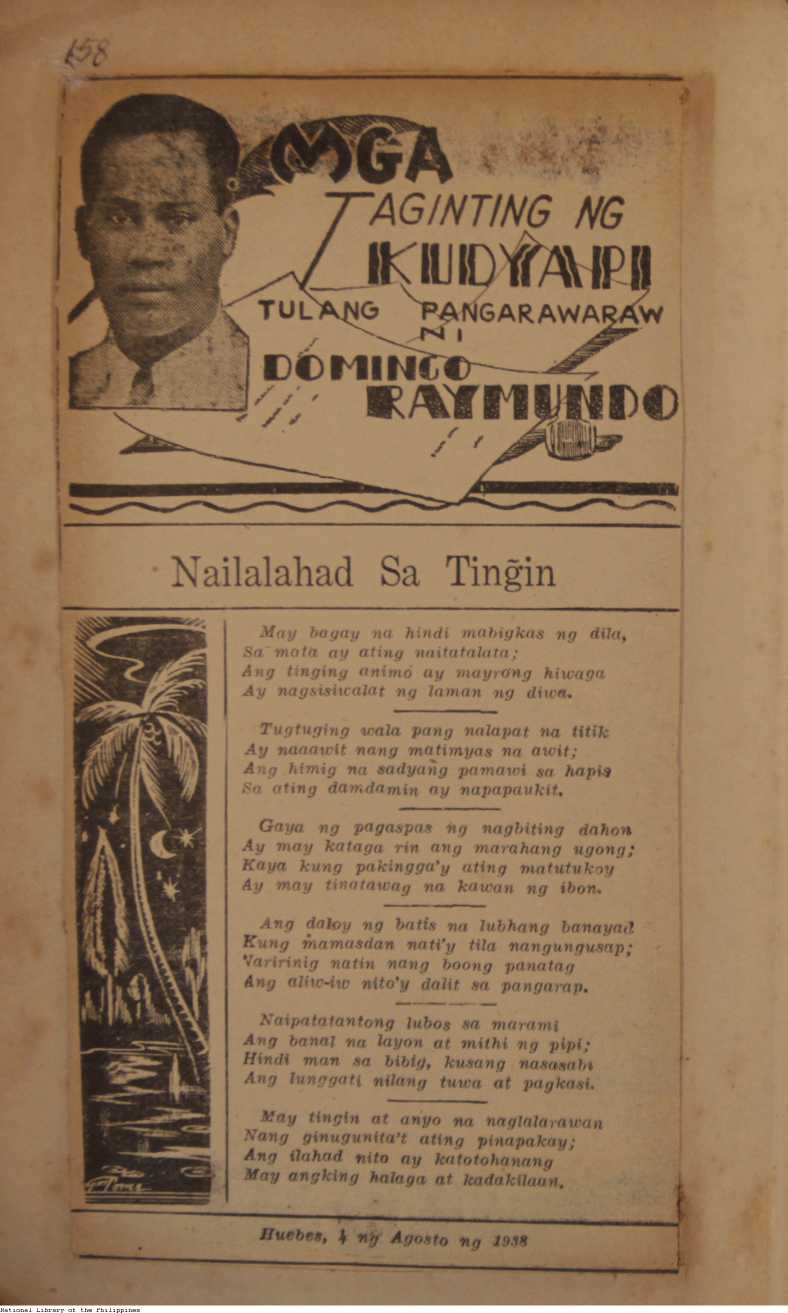 158
MGA
TAGINTING NG
KUDYAPI
TULANG PANGARAWARAW
NI
DOMINGO
RAYMUNDO
Nailalahad Sa Ting̃in
May bagay na hindi mabigkas ng dila,
Sa mata ay ating naitatalata;
Ang tinging animo ay mayrong hiwaga
Ay nagsisiwalat ng laman ng diwa.
Tugtuging wala pang nalapat na titik
Ay naaawit nang matimyas na awit;
Ang himig na sadyang pamawi sa hapis
Sa ating damdamin ay napapaukit.
Gaya ng pagaspas ng nagbiting dahon
Ay may kataga rin ang marahang ugong;
Kaya kung pakingga'y ating matutukoy
Ay may tinatawag na kawan ng ibon.
Ang daloy ng batis na lubhang banayad
Kung mamasdan nati'y tila nangungusap;
Naririnig natin nang boong panatag
Ang aliw-iw nito'y dalit sa pangarap.
Naipatatantong lubos sa marami
Ang banal na layon at mithi ng pipi;
Hindi man sa bibig, kusang nasasabi
Ang lunggati nilang tuwa at pagkasi.
May tingin at anyo na naglalarawan
Nang ginugunita't ating pinapakay;
Ang ilahad nito ay katotohanang
May angking halaga at kadakilaan.
Huebes, 4 ng Agosto ng 1938
National Library of the Philippines